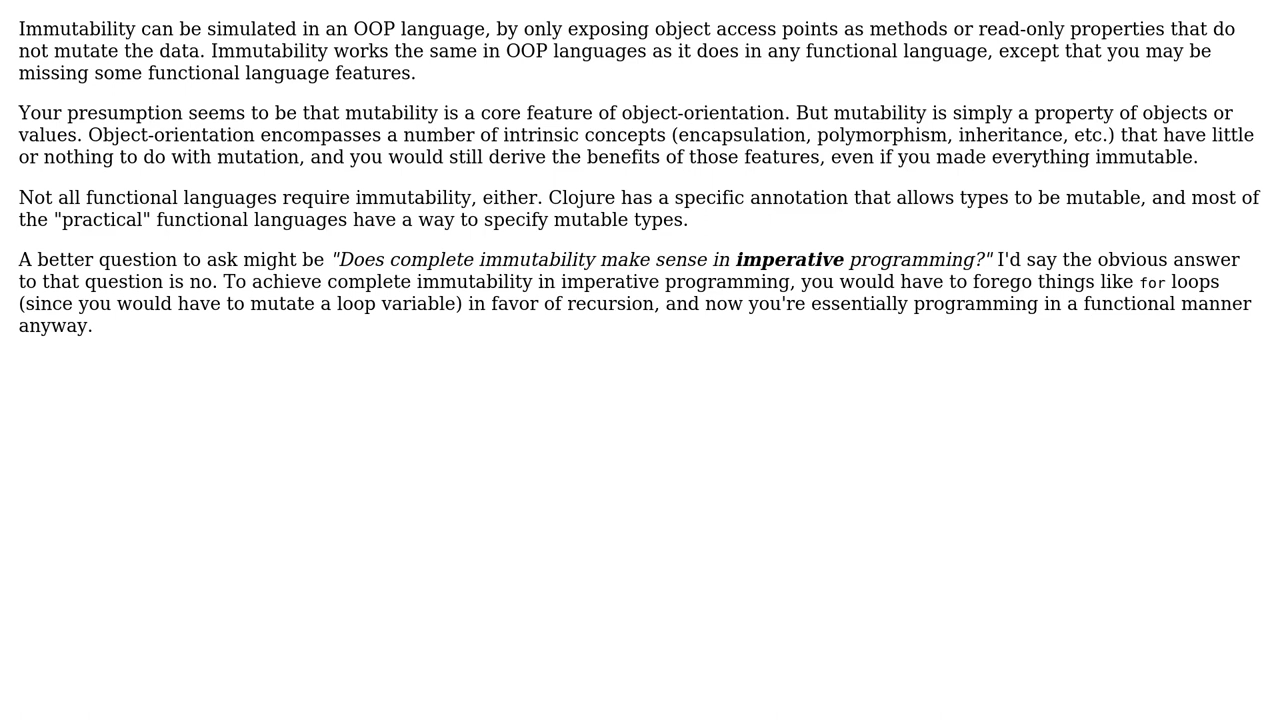 Immutability can be simulated in an OOP language, by only exposing object access points as methods or read-only properties that do
not mutate the data. Immutability works the same in OOP languages as it does in any functional language, except that you may be
missing some functional language features.
Your presumption seems to be that mutability is a core feature of object-orientation. But mutability is simply a property of objects or
values. Object-orientation encompasses a number of intrinsic concepts (encapsulation, polymorphism, inheritance, etc.) that have little
or nothing to do with mutation, and you would still derive the benefits of those features, even if you made everything immutable.
Not all functional languages require immutability, either. Clojure has a specific annotation that allows types to be mutable, and most of
the "practical" functional languages have a way to specify mutable types.
A better question to ask might be "Does complete immutability make sense in imperative programming?" I'd say the obvious answer
to that question is no. To achieve complete immutability in imperative programming, you would have to forego things like for loops
(since you would have to mutate a loop variable) in favor of recursion, and now you're essentially programming in a functional manner
anyway.